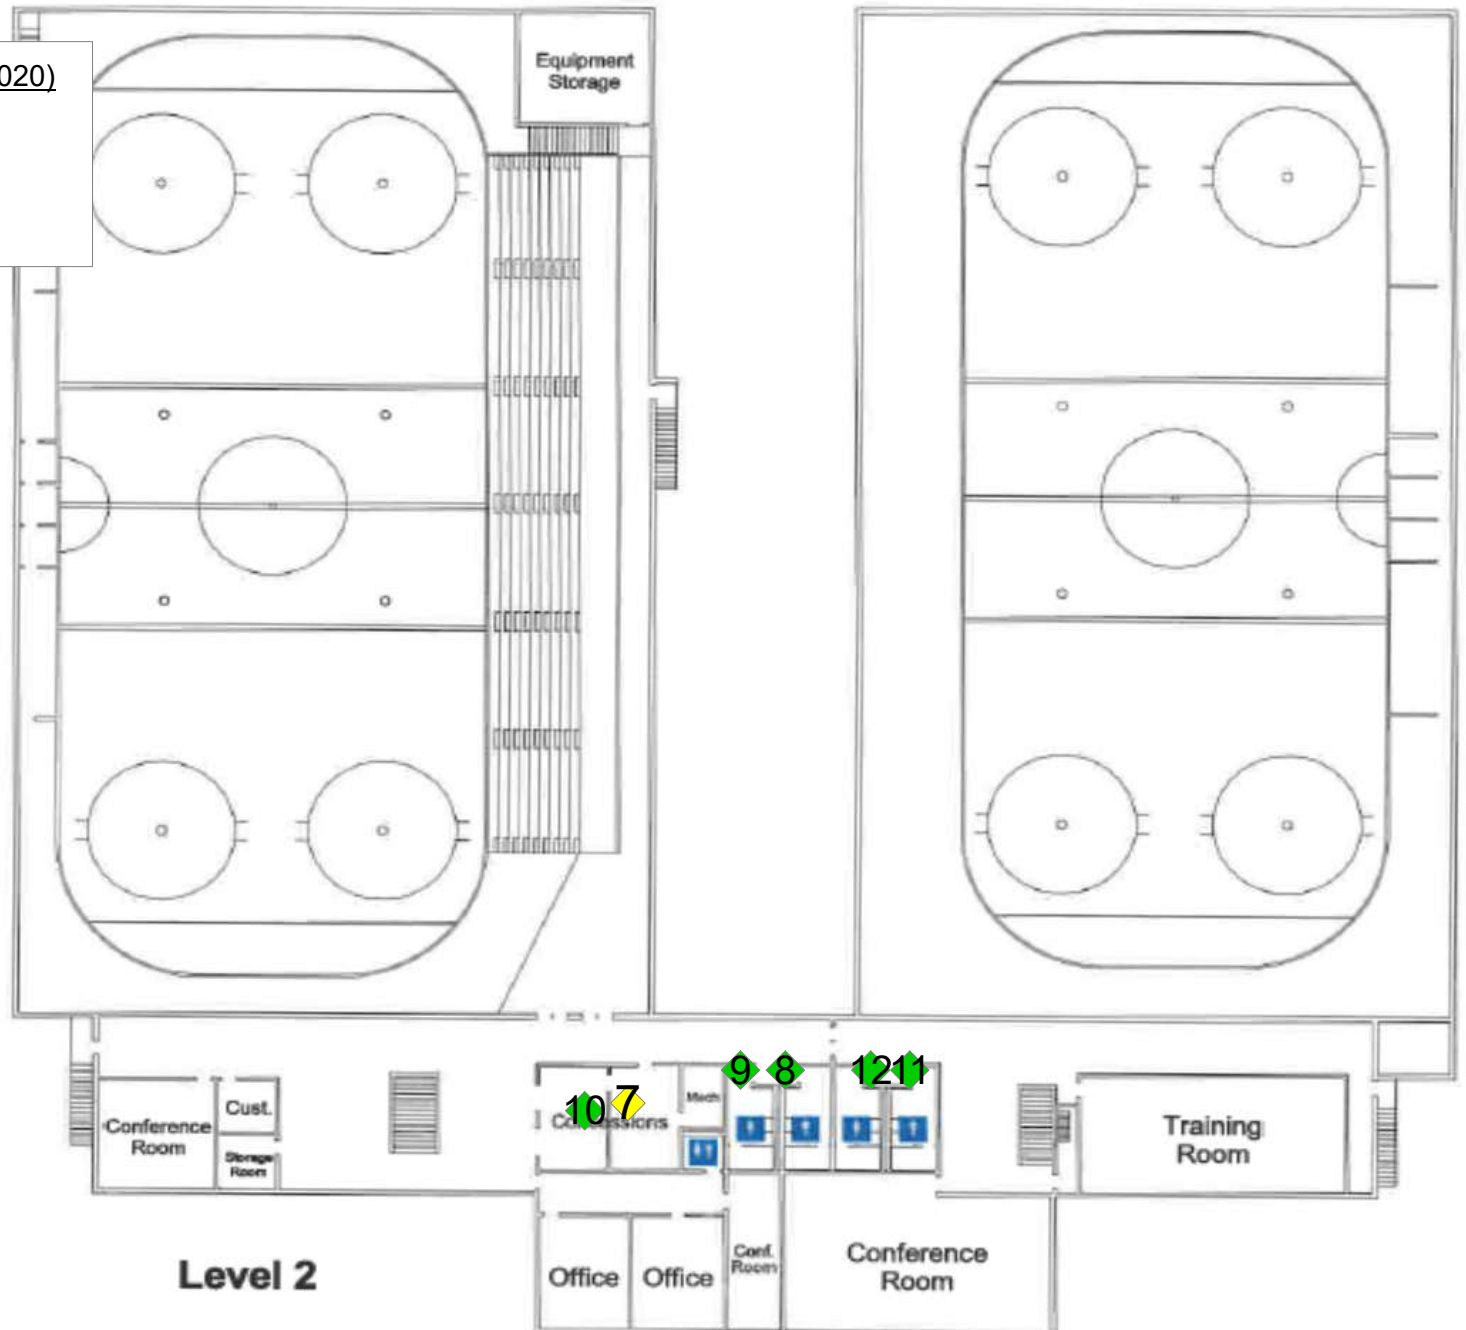 020)
Equipment
Storage
9
8
12
11
10
7
Mech
Concessions
Conference
Room
Cust.
Storage
Room
Training
Room
Level 2
Office
Office
Conf.
Room
Conference
Room